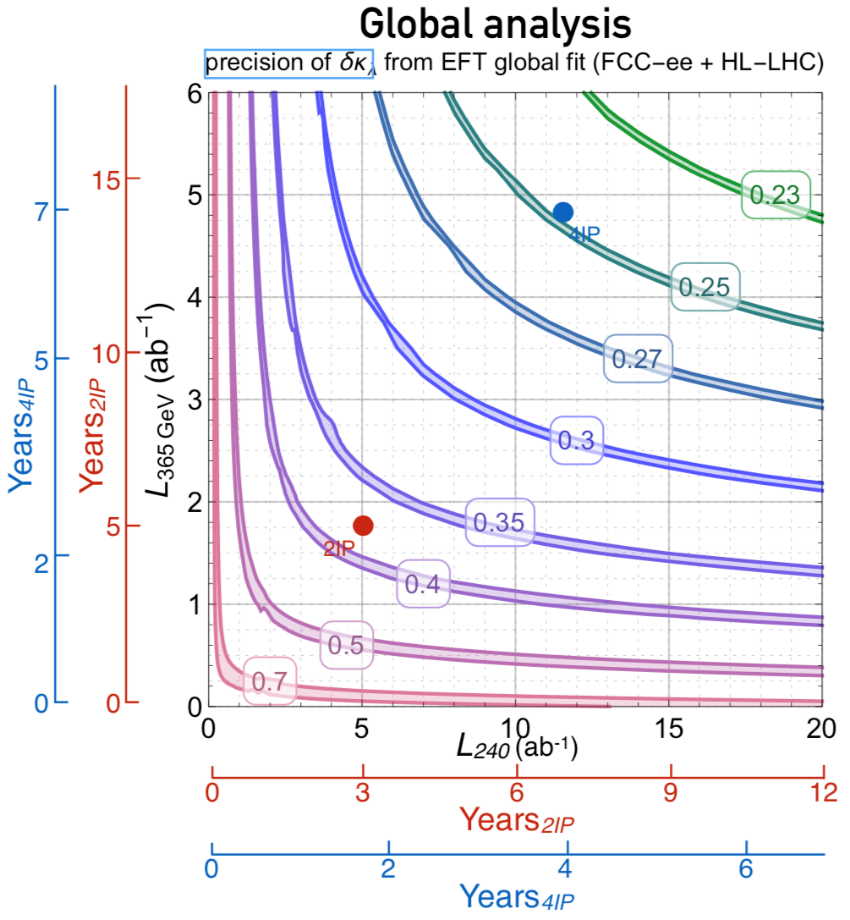 Global analysis
precision of δκ from EFT global fit (FCC-ee + HL-LHC)
6
5
4
3
2
1
0
L365 GeV (ab-1)
15
10
5
0
Years2IP
7
5
2
0
Years4IP
0.23
4IP
0.25
0.27
0.3
0.35
2IP
0.4
0.5
0.7
0 5 10 15 20
L240 (ab-1)
0 3 6 9 12
Years2IP
0 2 4 6
Years4IP